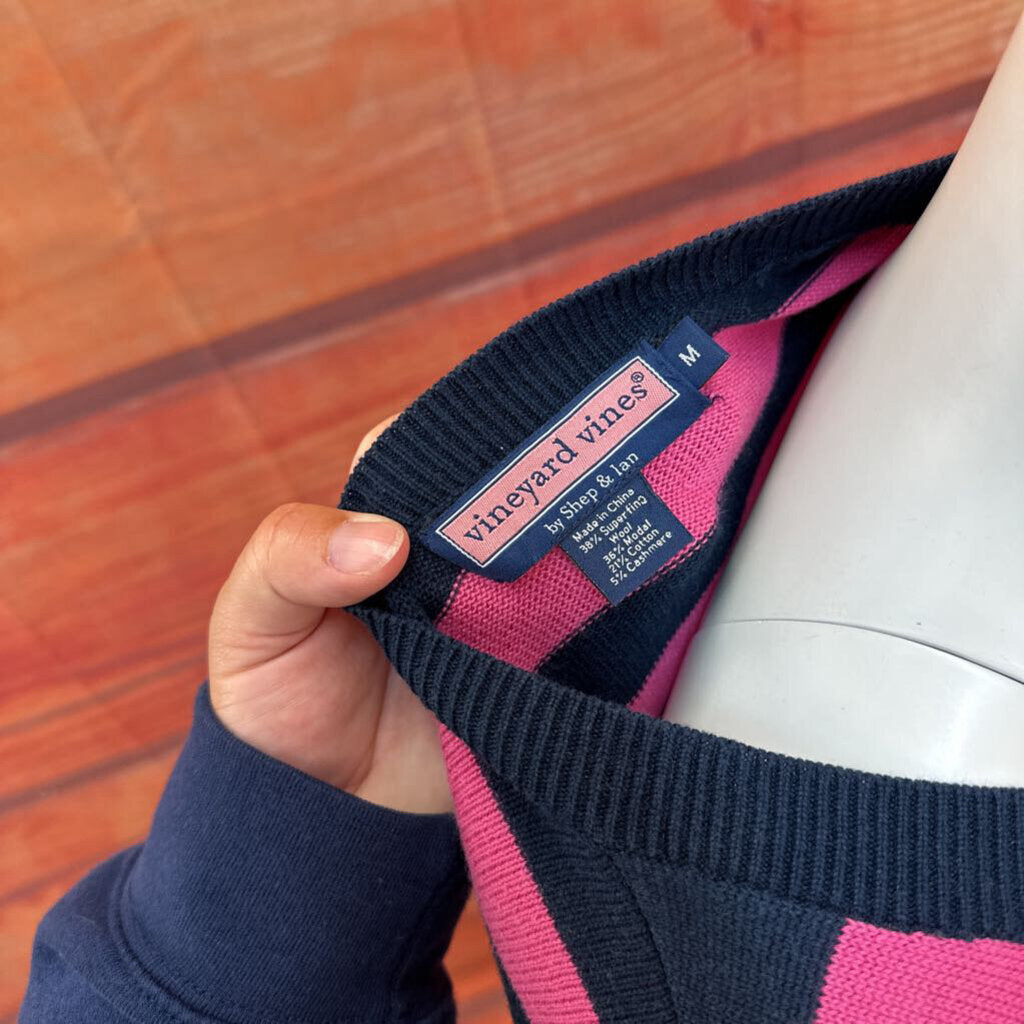 M
vineyard vines®
by Shep & Ian
Made in China
38% Superfine
Wool
36% Modal
21% Cotton
5% Cashmere